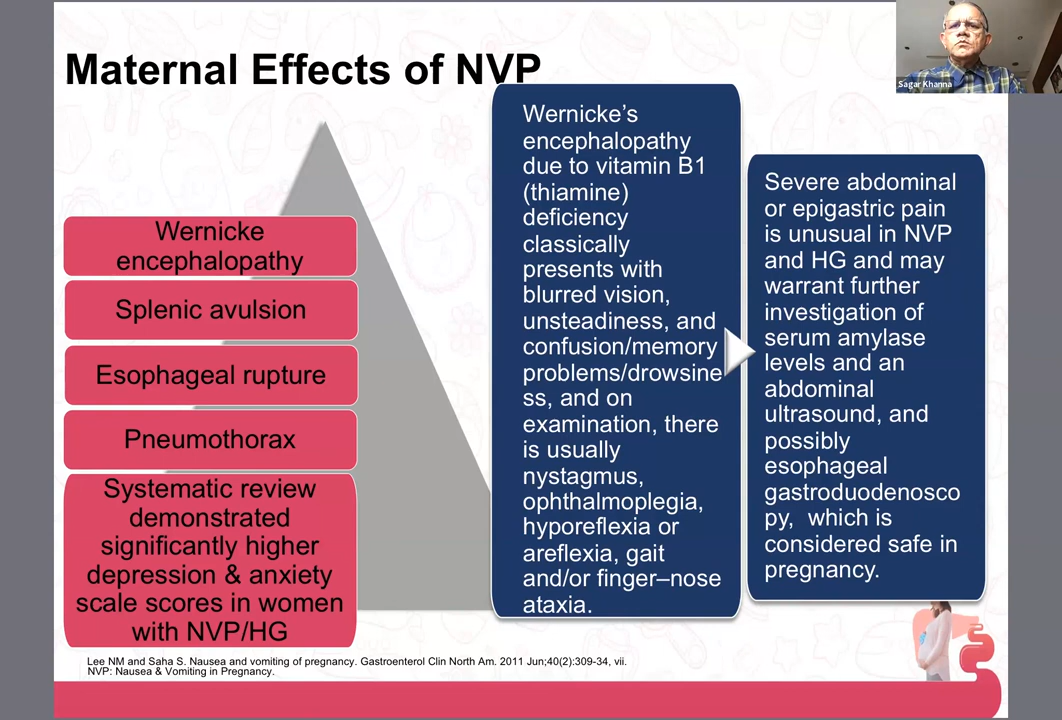 Maternal Effects of NVP
Sagar Khanna
Wernicke
encephalopathy
Splenic avulsion
Esophageal rupture
Pneumothorax
Systematic review
demonstrated
significantly higher
depression & anxiety
scale scores in women
with NVP/HG
Wernicke's
encephalopathy
due to vitamin B1
(thiamine)
deficiency
classically
presents with
blurred vision,
unsteadiness, and
confusion/memory
problems/drowsine
ss, and on
examination, there
is usually
nystagmus,
ophthalmoplegia,
hyporeflexia or
areflexia, gait
and/or finger–nose
ataxia.
Severe abdominal
or epigastric pain
is unusual in NVP
and HG and may
warrant further
investigation of
serum amylase
levels and an
abdominal
ultrasound, and
possibly
esophageal
gastroduodenosco
py,  which is
considered safe in
pregnancy.
Lee NM and Saha S. Nausea and vomiting of pregnancy. Gastroenterol Clin North Am. 2011 Jun;40(2):309-34, vii.
NVP: Nausea & Vomiting in Pregnancy.